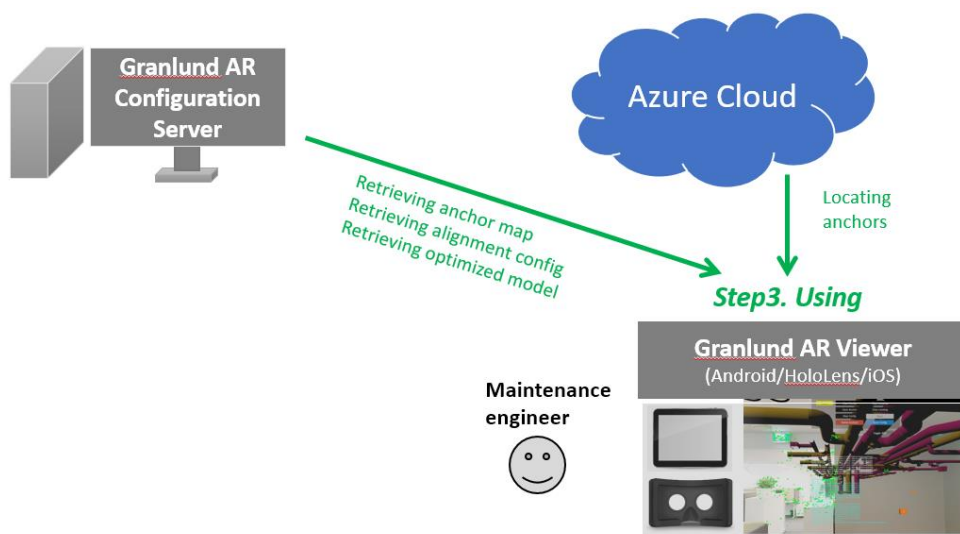 Granlund AR
Configuration
Server
Azure Cloud
Retrieving anchor map
Retrieving alignment config
Retrieving optimized model
Locating
anchors
Step3. Using
Granlund AR Viewer
(Android/HoloLens/iOS)
Maintenance
engineer